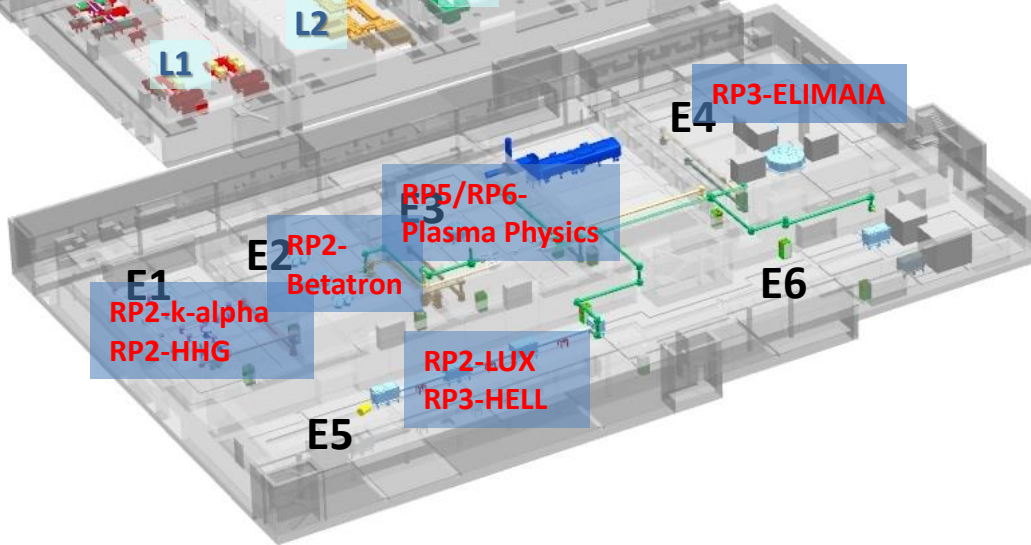 L2
L1
RP3-ELIMAIA
E4
RP5/RP6-
E3
Plasma Physics
RP2-
E2
Betatron
E1
E6
RP2-k-alpha
RP2-HHG
RP2-LUX
RP3-HELL
E5